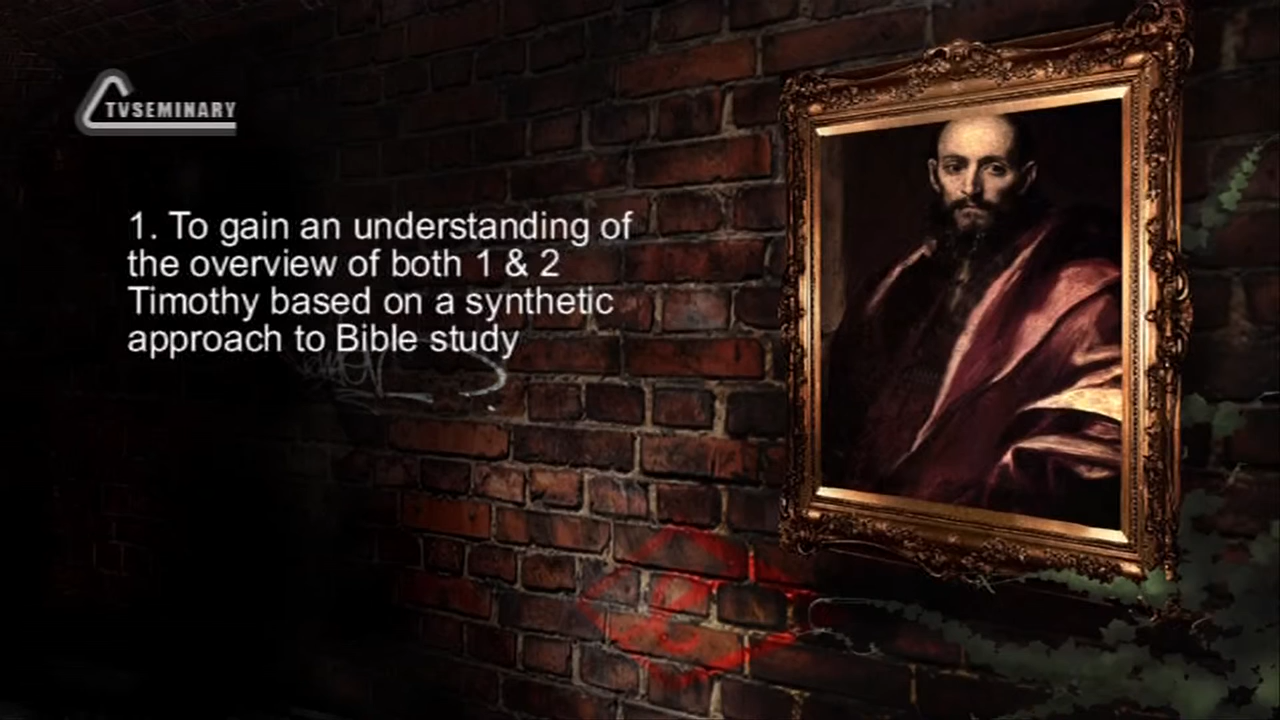 TVSEMINARY
1. To gain an understanding of
the overview of both 1 & 2
Timothy based on a synthetic
approach to Bible study